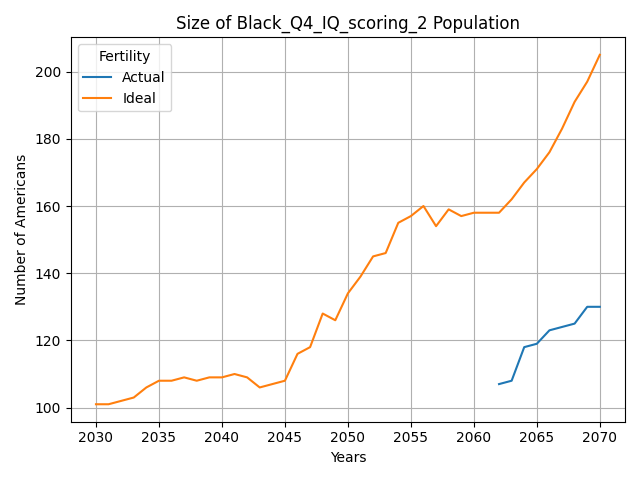 Size of Black_Q4_IQ_scoring_2 Population
Fertility
Actual
Ideal
200
180
160
140
120
100
Number of Americans
2030 2035 2040 2045 2050 2055 2060 2065 2070
Years